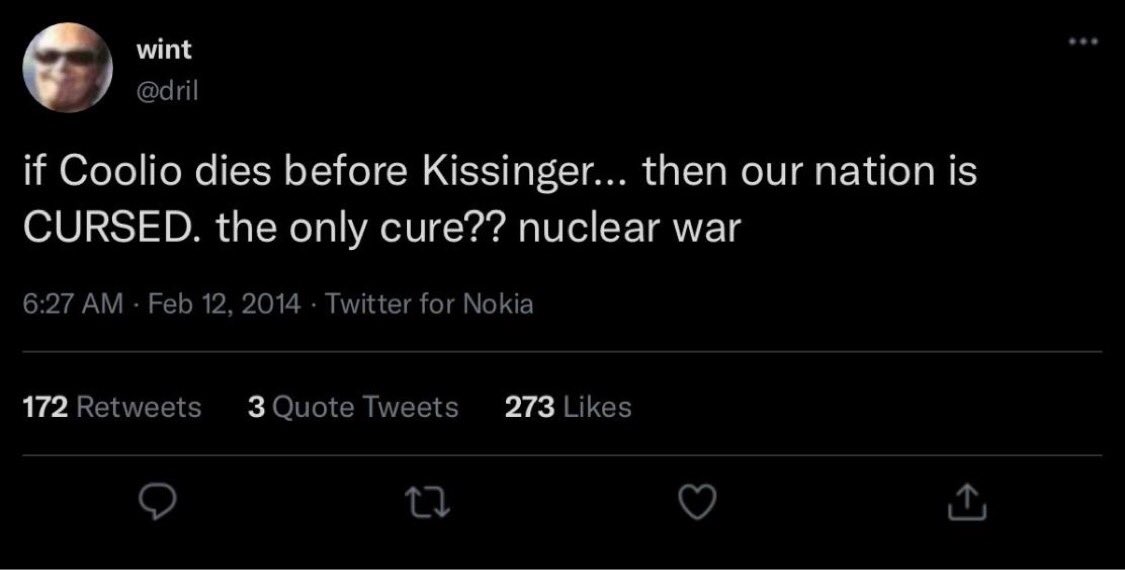 wint
@dril
if Coolio dies before Kissinger... then our nation is
CURSED. the only cure?? nuclear war
6:27 AM · Feb 12, 2014 · Twitter for Nokia
172 Retweets 3 Quote Tweets 273 Likes